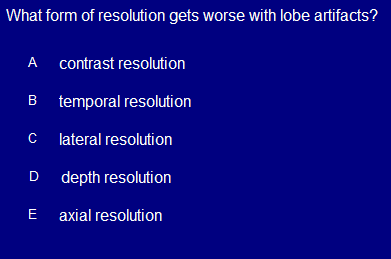 What form of resolution gets worse with lobe artifacts?
A contrast resolution
B temporal resolution
C lateral resolution
D depth resolution
E axial resolution